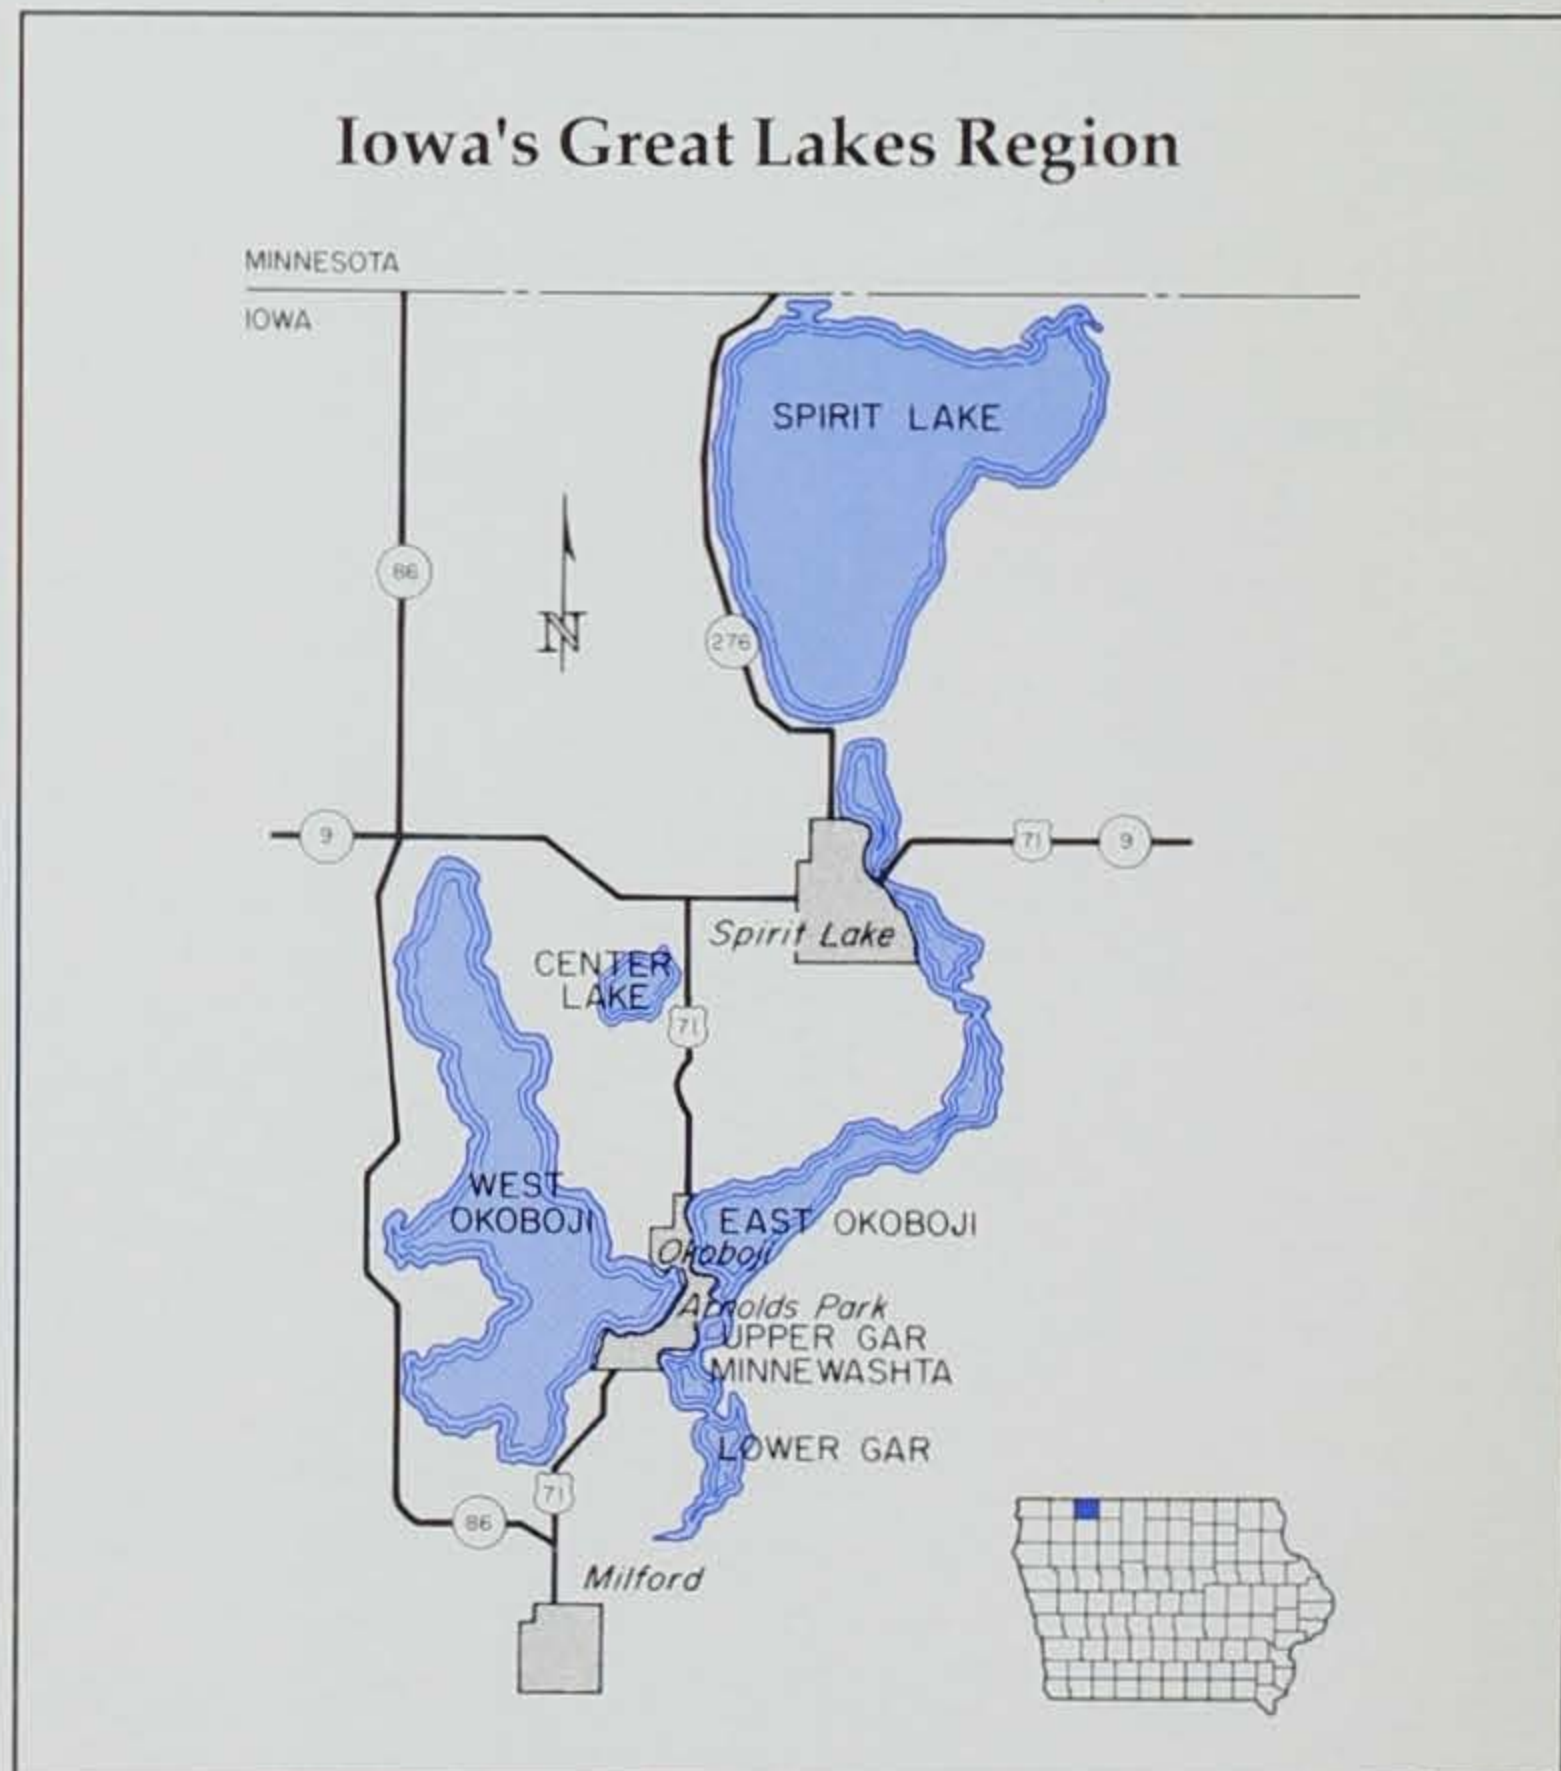 Iowa's Great Lakes Region
MINNESOTA
IOWA
SPIRIT LAKE
86
N
276
9
71
9
Spirit Lake
CENTER
LAKE
71
WEST
OKOBOJI
EAST OKOBOJI
Okoboji
Arnolds Park
UPPER GAR
MINNEWASHTA
LOWER GAR
71
86
Milford